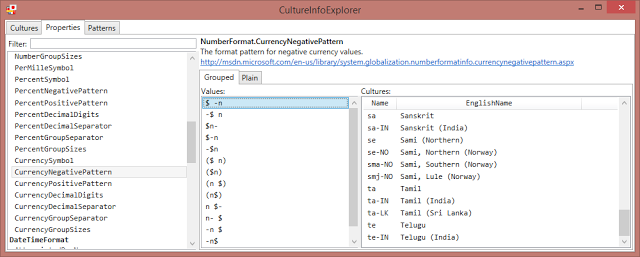 CultureInfoExplorer
Cultures Properties Patterns
Filter:
NumberGroupSizes
PerMilleSymbol
PercentSymbol
PercentNegativePattern
PercentPositivePattern
PercentDecimalDigits
PercentDecimalSeparator
PercentGroupSeparator
PercentGroupSizes
CurrencySymbol
CurrencyNegativePattern
CurrencyPositivePattern
CurrencyDecimalDigits
CurrencyDecimalSeparator
CurrencyGroupSeparator
CurrencyGroupSizes
DateTimeFormat
NumberFormat.CurrencyNegativePattern
The format pattern for negative currency values.
http://msdn.microsoft.com/en-us/library/system.globalization.numberformatinfo.currencynegativepattern.aspx
Grouped Plain
Values:
$ -n
-$ n
$n-
$-n
-$n
($ n)
($n)
(n $)
(n$)
n $-
n- $
-n $
-n$
Cultures:
Name EnglishName
sa Sanskrit
sa-IN Sanskrit (India)
se Sami (Northern)
se-NO Sami, Northern (Norway)
sma-NO Sami, Southern (Norway)
smj-NO Sami, Lule (Norway)
ta Tamil
ta-IN Tamil (India)
ta-LK Tamil (Sri Lanka)
te Telugu
te-IN Telugu (India)